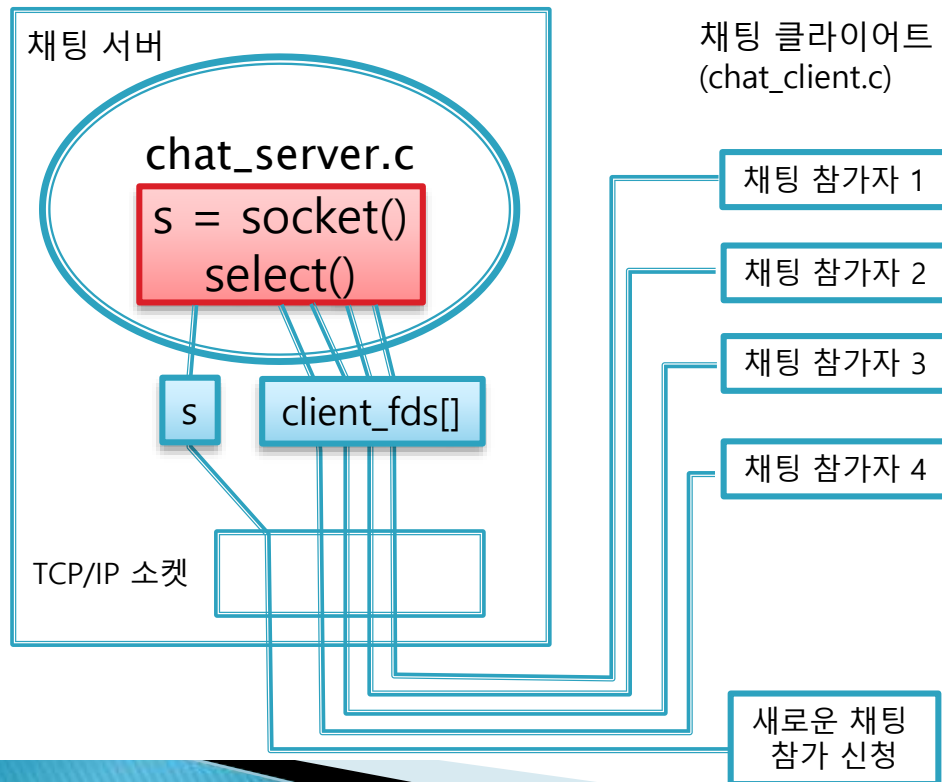 채팅 서버
채팅 클라이어트
(chat_client.c)
chat_server.c
s = socket()
select()
s
client_fds[]
TCP/IP 소켓
채팅 참가자 1
채팅 참가자 2
채팅 참가자 3
채팅 참가자 4
새로운 채팅
참가 신청